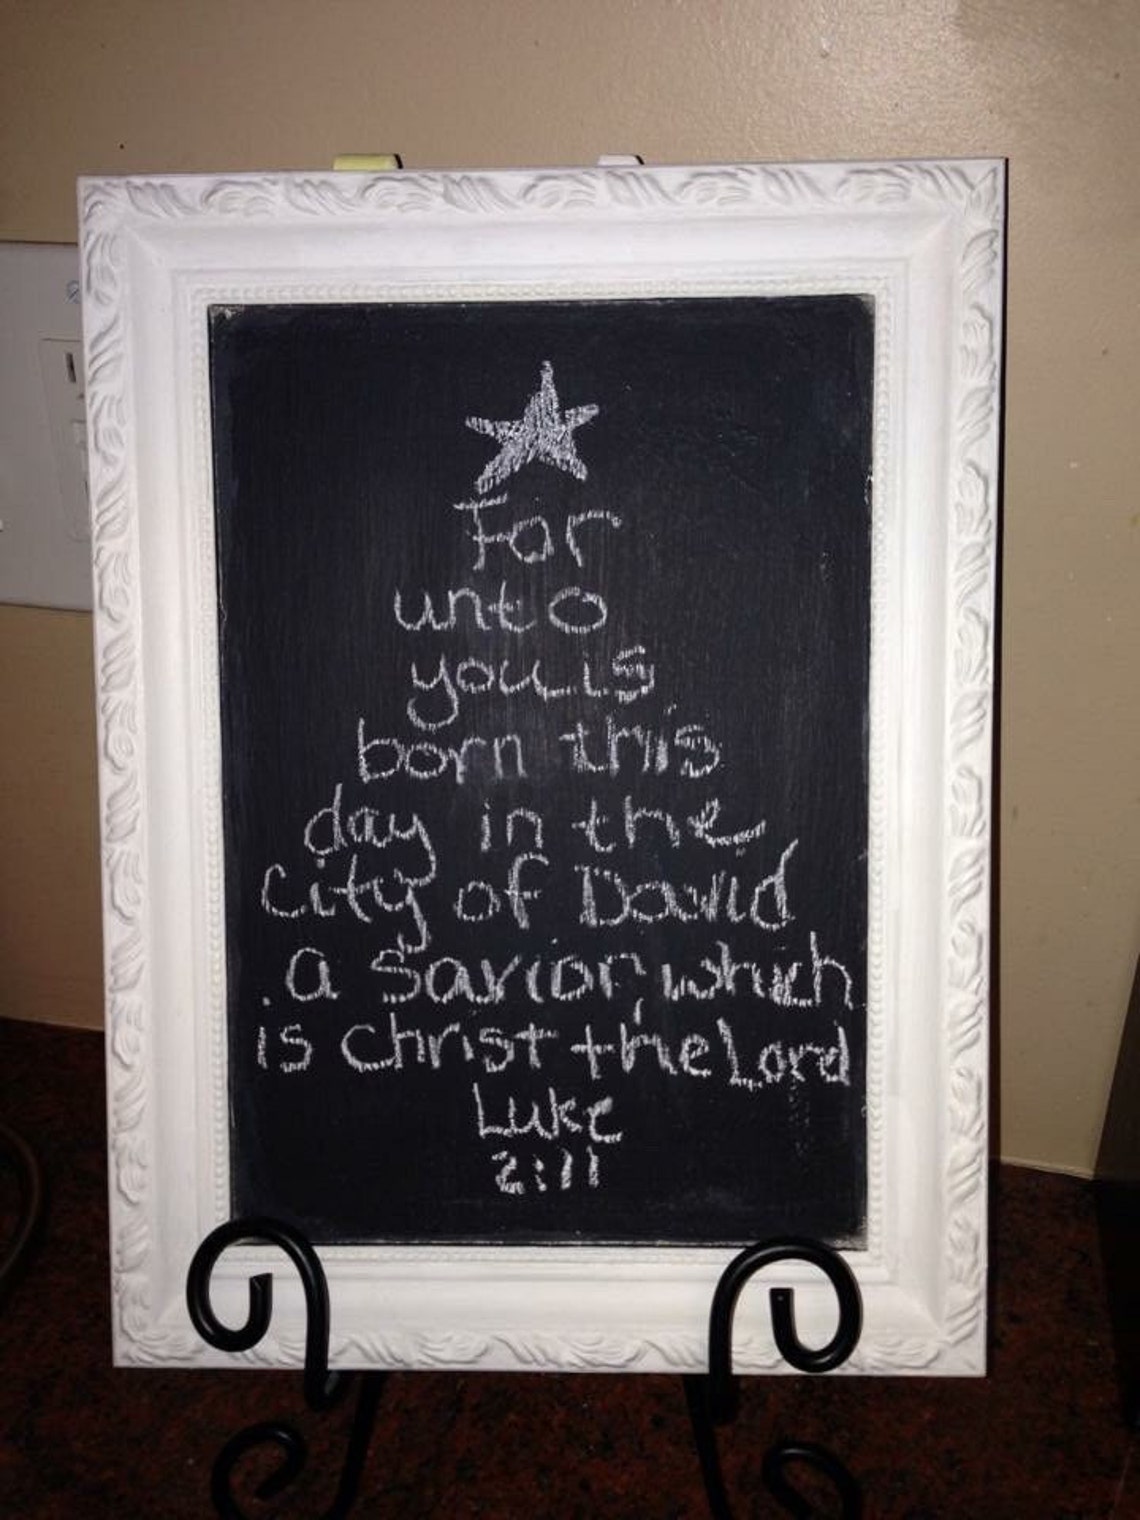 For
unto
you is
born this
day in the
City of David
a Savior, which
is Christ the Lord
Luke
2:11